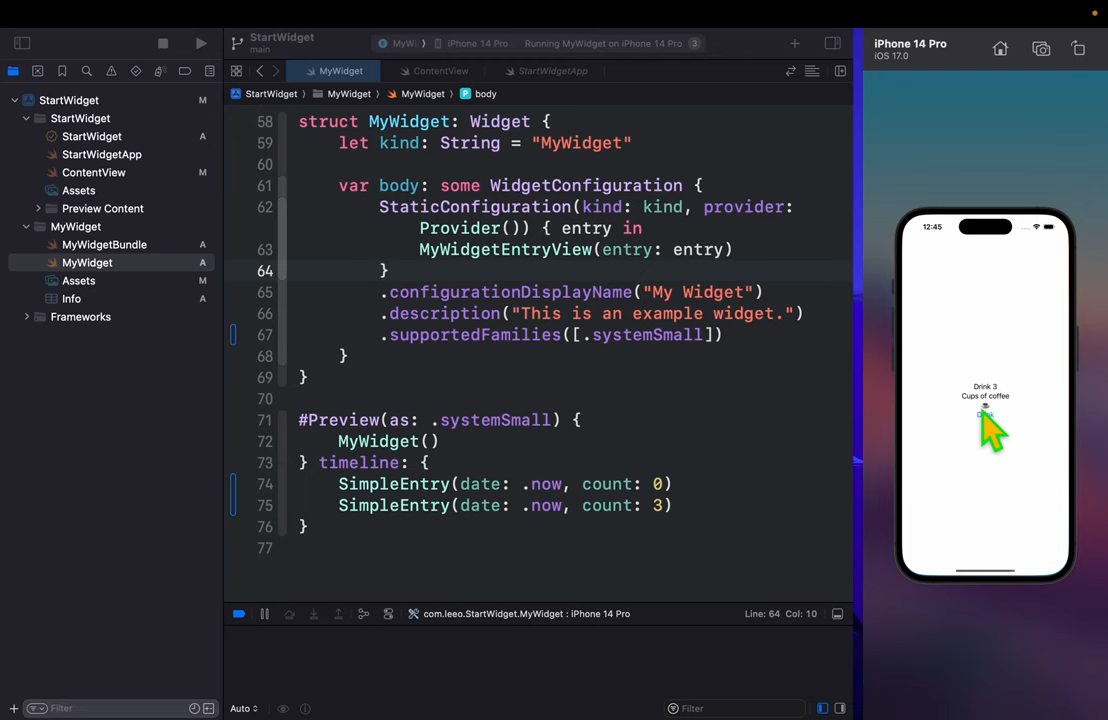 StartWidget
main
MyWi
iPhone 14 Pro
Running MyWidget on iPhone 14 Pro
3
iPhone 14 Pro
iOS 17.0
MyWidget
ContentView
StartWidgetApp
StartWidget
MyWidget
MyWidget
P
body
StartWidget M
StartWidget
StartWidget A
StartWidgetApp
ContentView M
Assets
Preview Content
MyWidget
MyWidgetBundle A
MyWidget A
Assets A
Info A
Frameworks
58 struct MyWidget: Widget {
59 let kind: String = "MyWidget"
60
61 var body: some WidgetConfiguration {
62 StaticConfiguration(kind: kind, provider:
Provider()) { entry in
63 MyWidgetEntryView(entry: entry)
64 }
65 .configurationDisplayName("My Widget")
66 .description("This is an example widget.")
67 .supportedFamilies([.systemSmall])
68 }
69 }
70
71 #Preview(as: .systemSmall) {
72 MyWidget()
73 } timeline: {
74 SimpleEntry(date: .now, count: 0)
75 SimpleEntry(date: .now, count: 3)
76 }
77
12:45
Drink 3
Cups of coffee
com.leeo.StartWidget.MyWidget : iPhone 14 Pro
Line: 64 Col: 10
Filter
Auto
Filter